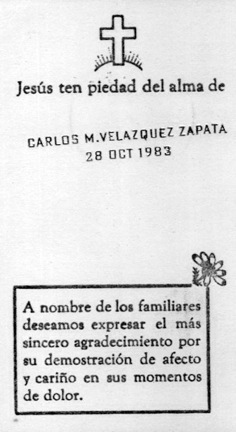 Jesús ten piedad del alma de
CARLOS M. VELAZQUEZ ZAPATA
28 OCT 1983
A nombre de los familiares
deseamos expresar el más
sincero agradecimiento por
su demostración de afecto
y cariño en sus momentos
de dolor.